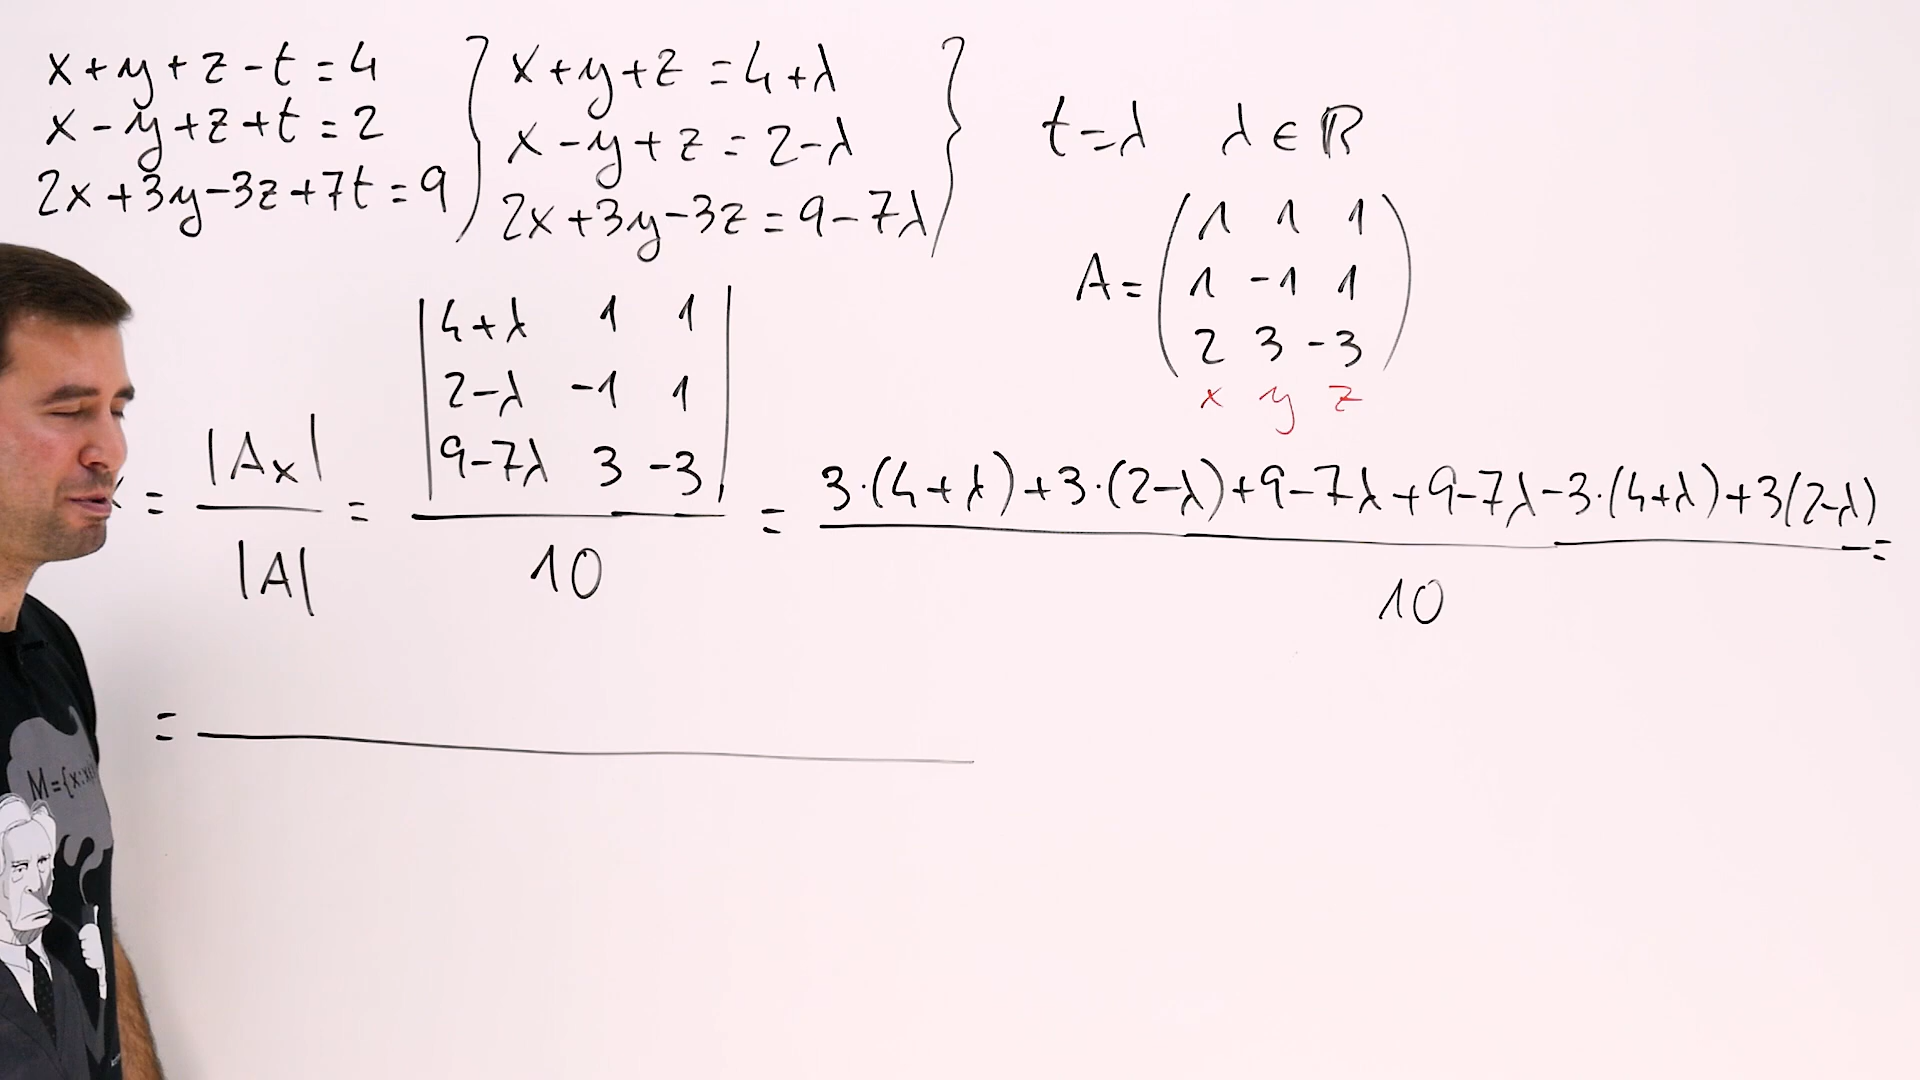 x+y+z-t=4
x-y+z+t=2
2x+3y-3z+7t=9
x+y+z=4+λ
x-y+z=2-λ
2x+3y-3z=9-7λ
t=λ λ∈ℝ
A= ( 1 1 1
1 -1 1
2 3 -3 )
x y z
= |Ax| / |A| = | 4+λ 1 1
2-λ -1 1
9-7λ 3 -3 | / 10
= 3·(4+λ)+3·(2-λ)+9-7λ+9-7λ-3·(4+λ)+3(2-λ) / 10 =
=
M={x:x